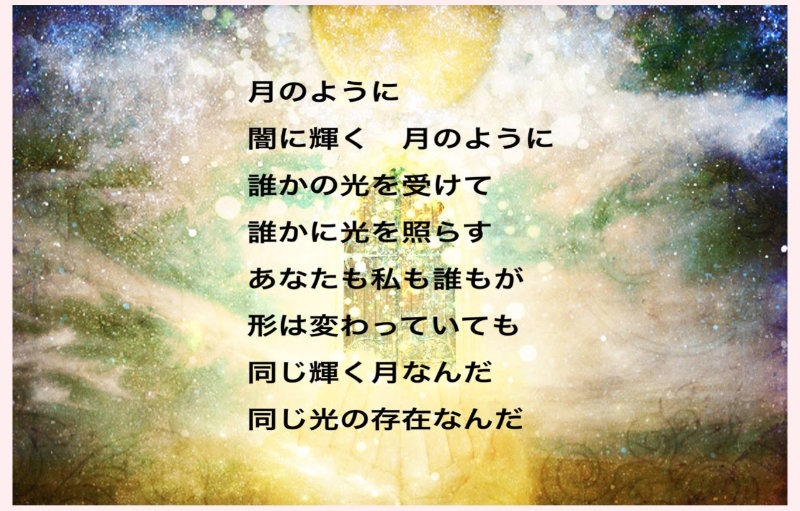 月のように
闇に輝く　月のように
誰かの光を受けて
誰かに光を照らす
あなたも私も誰もが
形は変わっていても
同じ輝く月なんだ
同じ光の存在なんだ